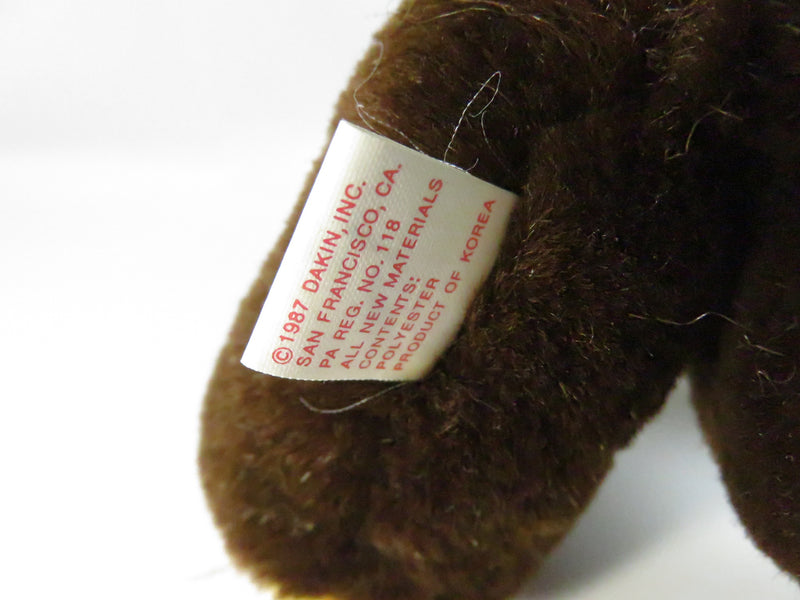 ©1987 DAKIN, INC.
SAN FRANCISCO, CA.
PA REG. NO. 118
ALL NEW MATERIALS
CONTENTS:
POLYESTER
PRODUCT OF KOREA